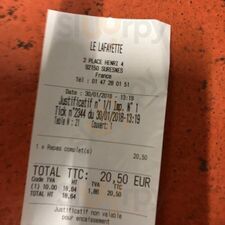 Sluurpy
LE LAFAYETTE
2 PLACE HENRI 4
92150 SURESNES
France
Tél : 01 47 28 01 51
Date : 30/01/2018 - 13:19
Justificatif n° 1/1 Imp. N° 1
Tick n°2344 du 30/01/2018-13:19
Table N : 21 Couvert: 1
1 x Repas complet(s) 20,50
TOTAL TTC: 20,50 EUR
Code TVA HT TVA TTC
(1) 10.00 18,64 1,86 20,50
TOTAL HT 18,64
Justificatif non valable
pour encaissement